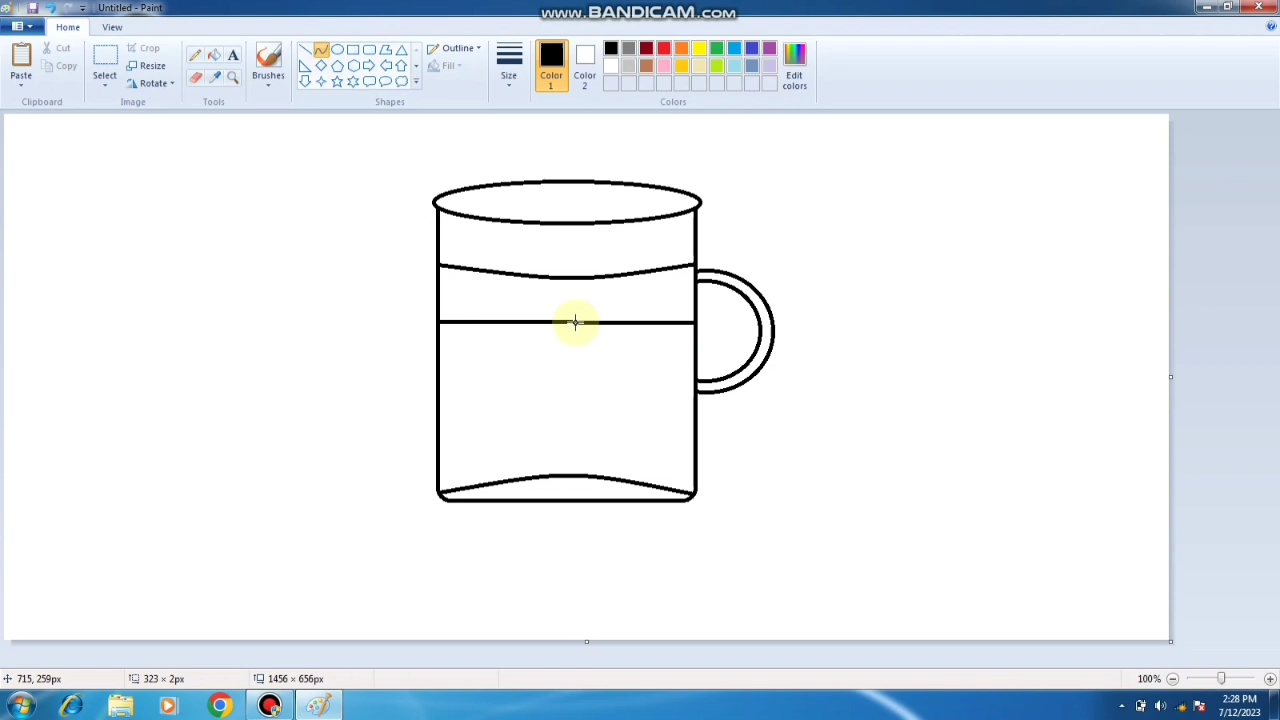 www.BANDICAM.com
Untitled - Paint
Home View
Paste
Cut
Copy
Clipboard
Select
Crop
Resize
Rotate
Image
A
Tools
Brushes
Outline
Fill
Shapes
Size
Color
1
Color
2
Edit
colors
Colors
715, 259px
323 × 2px
1456 × 656px
100%
2:28 PM
7/12/2023